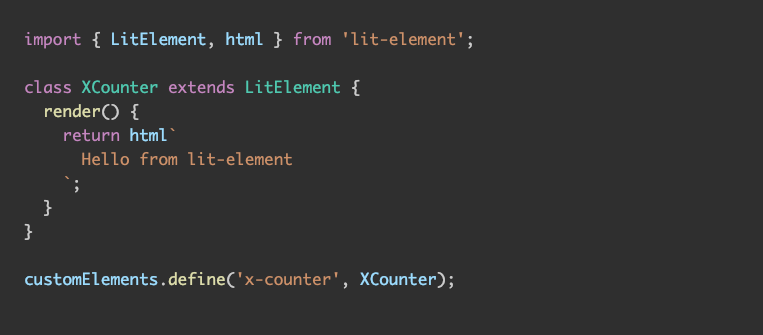 import { LitElement, html } from 'lit-element';
class XCounter extends LitElement {
render() {
return html`
Hello from lit-element
`;
}
}
customElements.define('x-counter', XCounter);